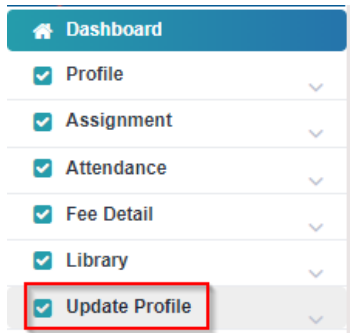 Dashboard
Profile
Assignment
Attendance
Fee Detail
Library
Update Profile